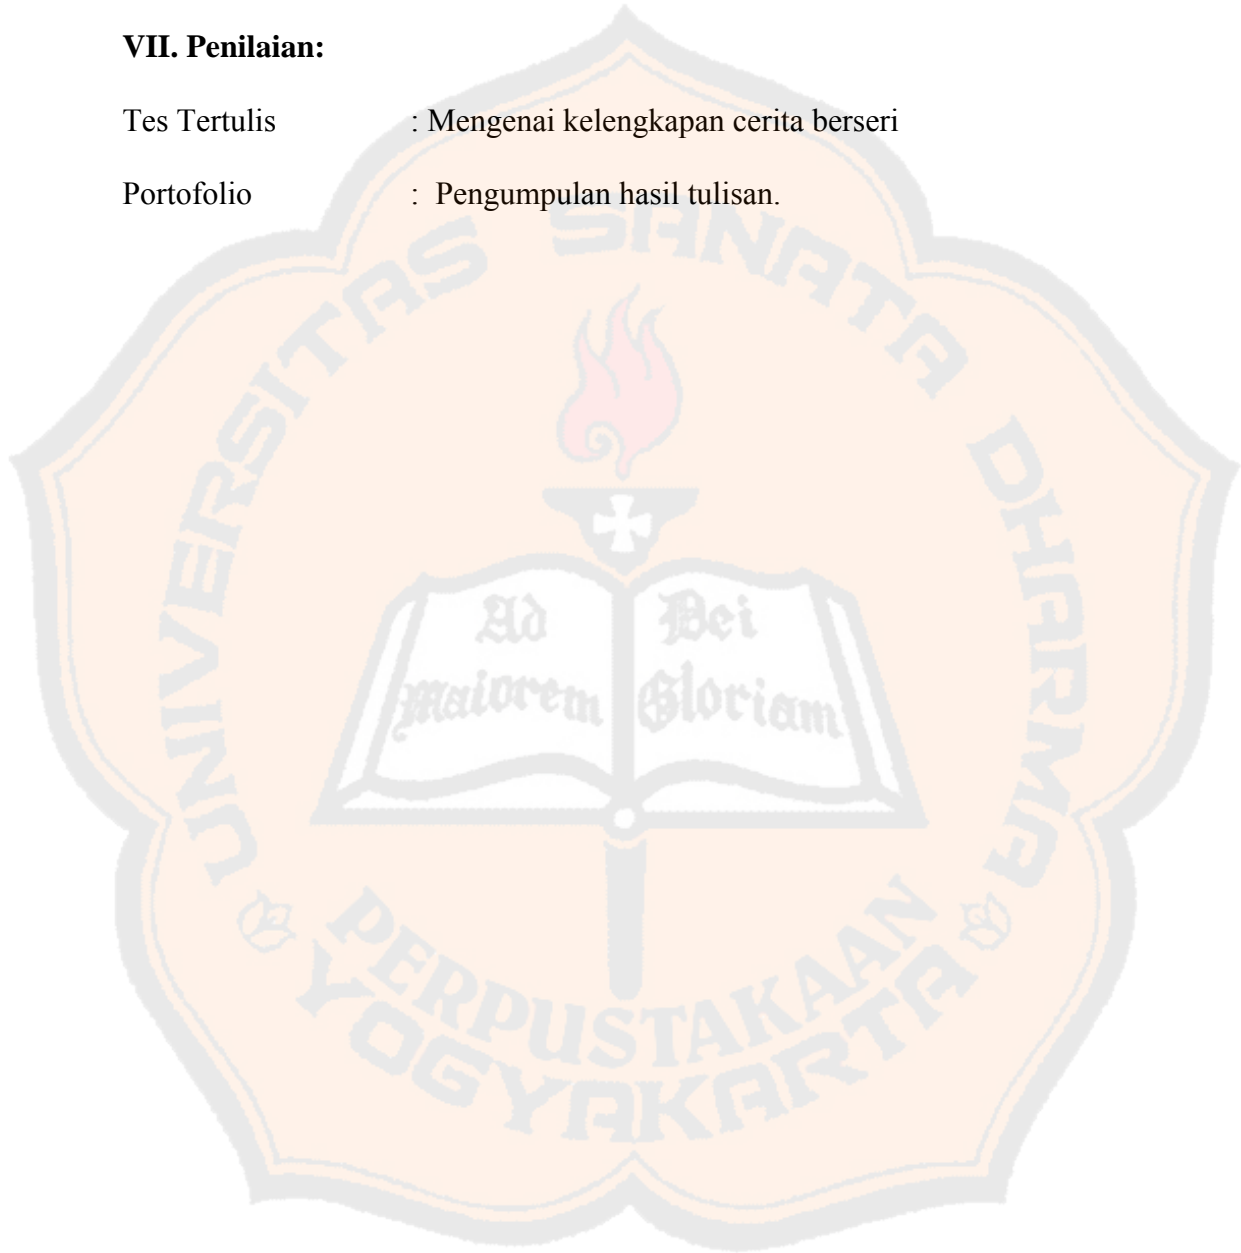 VII. Penilaian:
Tes Tertulis : Mengenai kelengkapan cerita berseri
Portofolio : Pengumpulan hasil tulisan.
UNIVERSITAS SANATA DHARMA
Ad Dei
Maiorem Gloriam
PERPUSTAKAAN
YOGYAKARTA